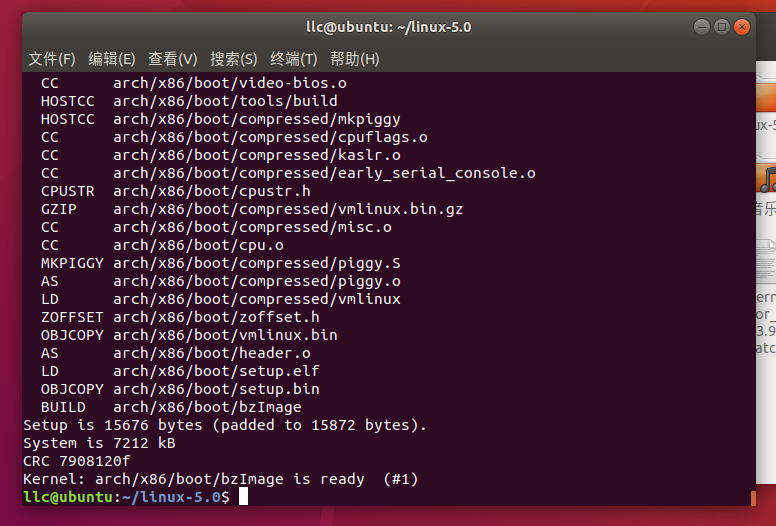 llc@ubuntu: ~/linux-5.0
文件(F) 编辑(E) 查看(V) 搜索(S) 终端(T) 帮助(H)
CC arch/x86/boot/video-bios.o
HOSTCC arch/x86/boot/tools/build
HOSTCC arch/x86/boot/compressed/mkpiggy
CC arch/x86/boot/compressed/cpuflags.o
CC arch/x86/boot/compressed/kaslr.o
CC arch/x86/boot/compressed/early_serial_console.o
CPUSTR arch/x86/boot/cpustr.h
GZIP arch/x86/boot/compressed/vmlinux.bin.gz
CC arch/x86/boot/compressed/misc.o
CC arch/x86/boot/cpu.o
MKPIGGY arch/x86/boot/compressed/piggy.S
AS arch/x86/boot/compressed/piggy.o
LD arch/x86/boot/compressed/vmlinux
ZOFFSET arch/x86/boot/zoffset.h
OBJCOPY arch/x86/boot/vmlinux.bin
AS arch/x86/boot/header.o
LD arch/x86/boot/setup.elf
OBJCOPY arch/x86/boot/setup.bin
BUILD arch/x86/boot/bzImage
Setup is 15676 bytes (padded to 15872 bytes).
System is 7212 kB
CRC 7908120f
Kernel: arch/x86/boot/bzImage is ready (#1)
llc@ubuntu:~/linux-5.0$
音乐